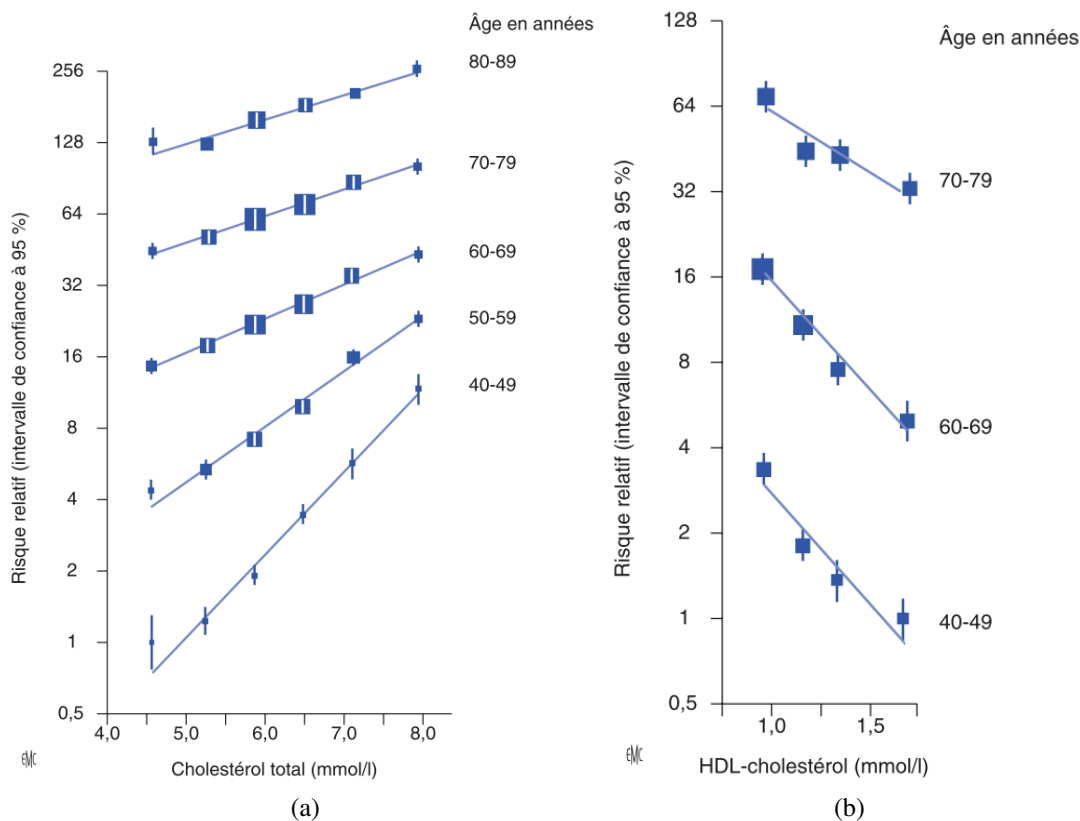 Âge en années
80-89
70-79
60-69
50-59
40-49
Risque relatif (intervalle de confiance à 95 %)
256
128
64
32
16
8
4
2
1
0,5
4,0 5,0 6,0 7,0 8,0
Cholestérol total (mmol/l)
EMC
(a)
Âge en années
70-79
60-69
40-49
Risque relatif (intervalle de confiance à 95 %)
128
64
32
16
8
4
2
1
0,5
1,0 1,5
HDL-cholestérol (mmol/l)
EMC
(b)